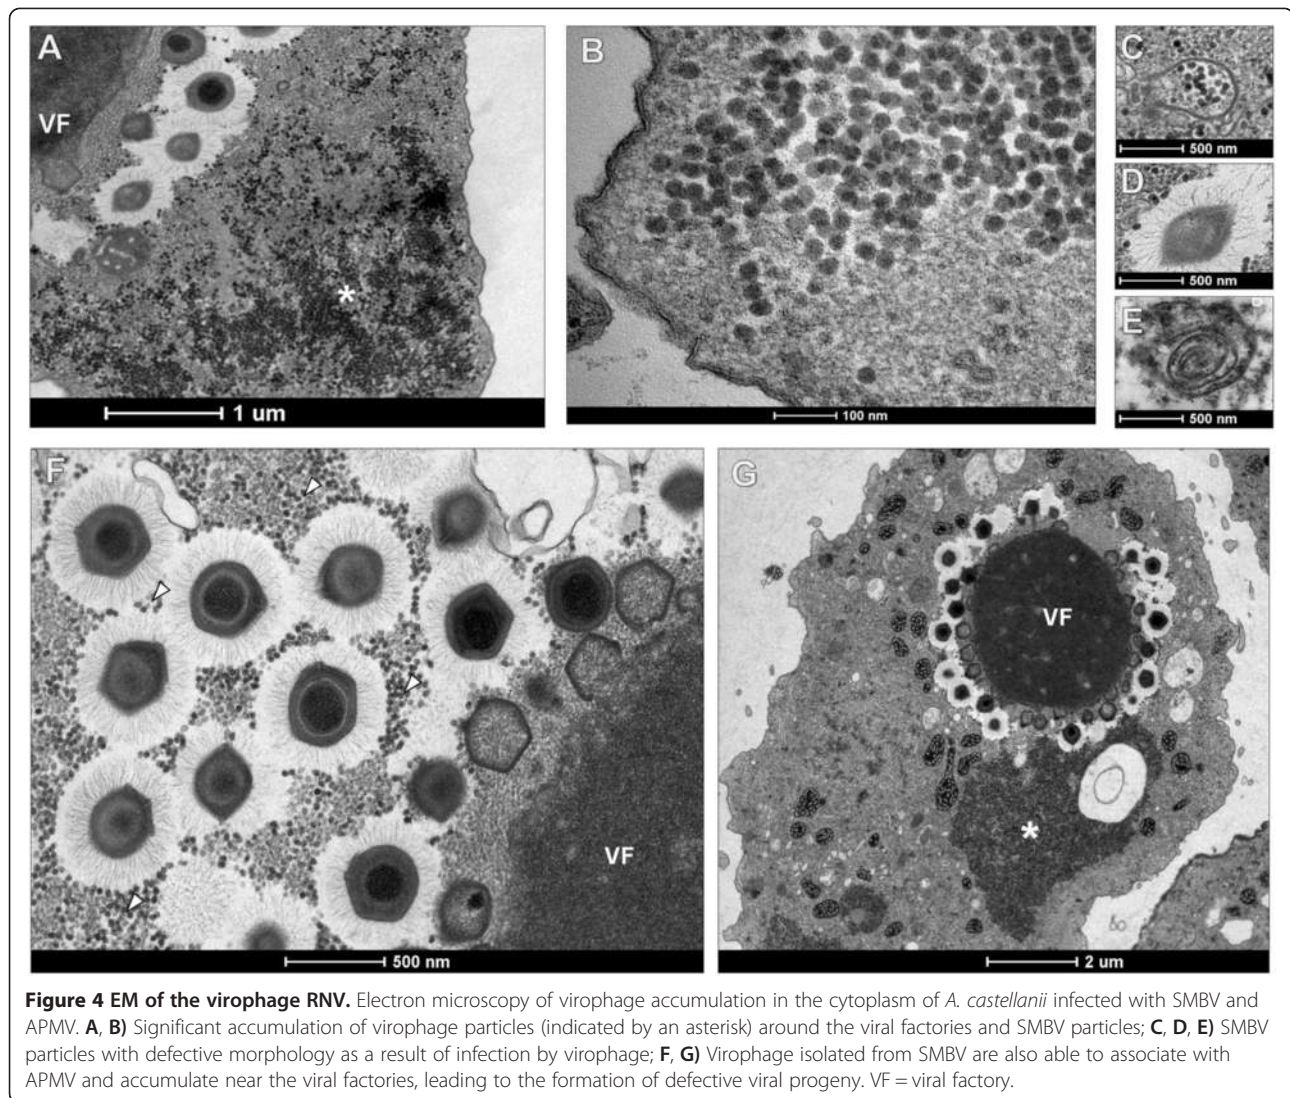 A
VF
*
1 um
B
100 nm
C
500 nm
D
500 nm
E
500 nm
F
VF
500 nm
G
VF
*
2 um
Figure 4 EM of the virophage RNV. Electron microscopy of virophage accumulation in the cytoplasm of A. castellanii infected with SMBV and
APMV. A, B) Significant accumulation of virophage particles (indicated by an asterisk) around the viral factories and SMBV particles; C, D, E) SMBV
particles with defective morphology as a result of infection by virophage; F, G) Virophage isolated from SMBV are also able to associate with
APMV and accumulate near the viral factories, leading to the formation of defective viral progeny. VF = viral factory.